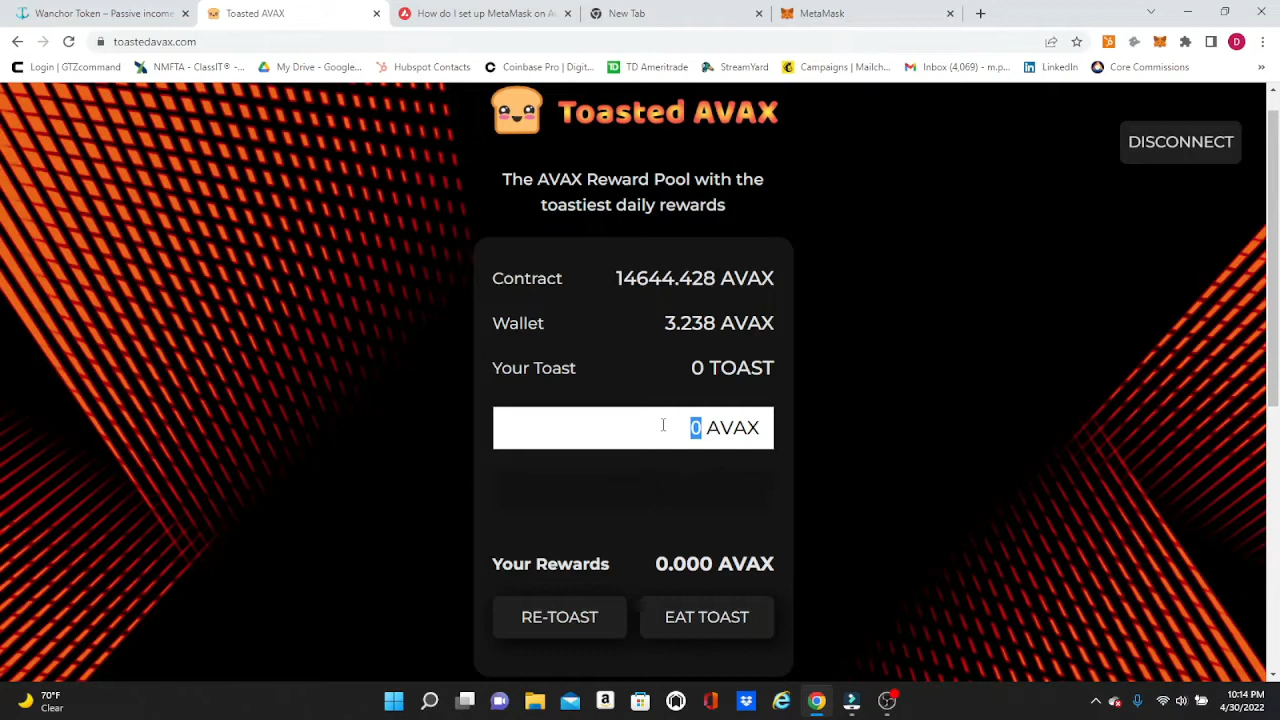 Wanchor Token – Passive income
Toasted AVAX
How do I set up MetaMask on A
New Tab
MetaMask
toastedavax.com
D
Login | GTZcommand
NMFTA - ClassIT® -...
My Drive - Google...
Hubspot Contacts
Coinbase Pro | Digit...
TD Ameritrade
StreamYard
Campaigns | Mailch...
Inbox (4,069) - m.p...
LinkedIn
Core Commissions
»
Toasted AVAX
DISCONNECT
The AVAX Reward Pool with the
toastiest daily rewards
Contract 14644.428 AVAX
Wallet 3.238 AVAX
Your Toast 0 TOAST
0 AVAX
Your Rewards 0.000 AVAX
RE-TOAST EAT TOAST
70°F
Clear
10:14 PM
4/30/2022